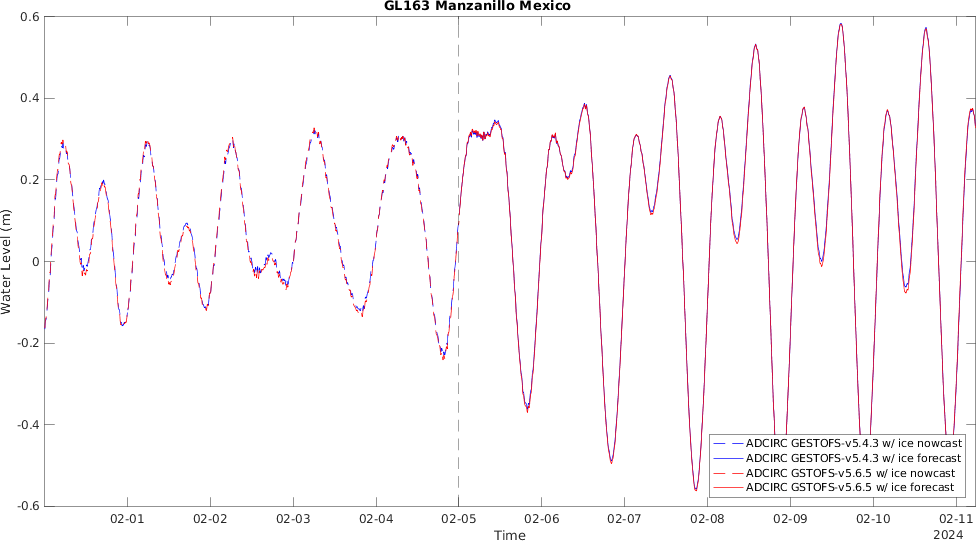 GL163 Manzanillo Mexico
0.6
0.4
0.2
0
-0.2
-0.4
-0.6
Water Level (m)
ADCIRC GESTOFS-v5.4.3 w/ ice nowcast
ADCIRC GESTOFS-v5.4.3 w/ ice forecast
ADCIRC GSTOFS-v5.6.5 w/ ice nowcast
ADCIRC GSTOFS-v5.6.5 w/ ice forecast
02-01 02-02 02-03 02-04 02-05 02-06 02-07 02-08 02-09 02-10 02-11
Time
2024